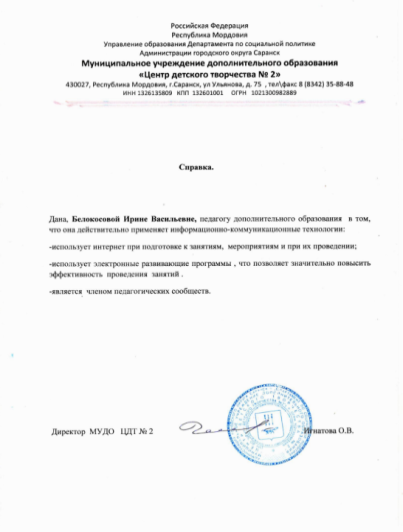 Российская Федерация
Республика Мордовия
Управление образования Департамента по социальной политике
Администрации городского округа Саранск
Муниципальное учреждение дополнительного образования
«Центр детского творчества № 2»
430027, Республика Мордовия, г.Саранск, ул Ульянова, д. 75 , тел\факс 8 (8342) 35-88-48
ИНН 1326135809 КПП 132601001 ОГРН 1021300982889
Справка.
Дана, Белокосовой Ирине Васильевне, педагогу дополнительного образования в том,
что она действительно применяет информационно-коммуникационные технологии:
-использует интернет при подготовке к занятиям, мероприятиям и при их проведении;
-использует электронные развивающие программы , что позволяет значительно повысить
эффективность проведения занятий .
-является членом педагогических сообществ.
Директор МУДО ЦДТ № 2 Игнатова О.В.